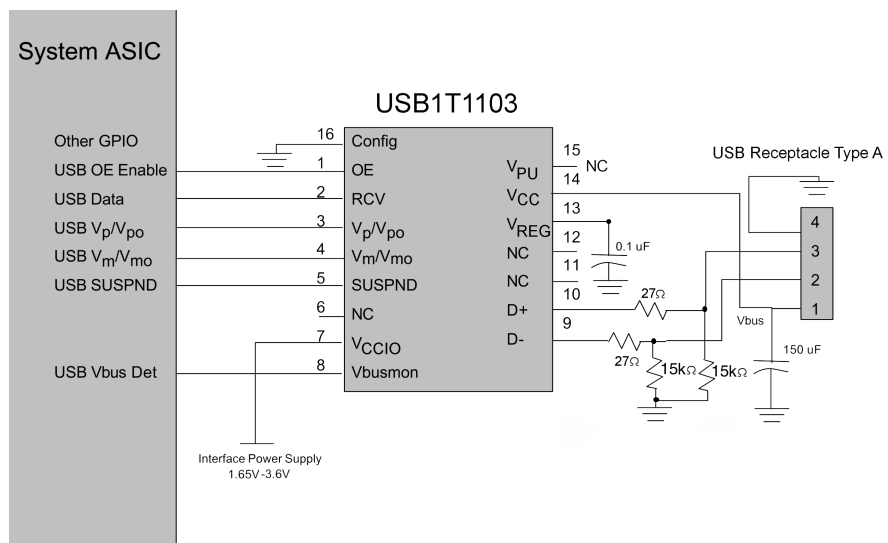 System ASIC
USB1T1103
Other GPIO
USB OE Enable
USB Data
USB Vp/Vpo
USB Vm/Vmo
USB SUSPND
USB Vbus Det
16
1
2
3
4
5
6
7
8
Config
OE
RCV
Vp/Vpo
Vm/Vmo
SUSPND
NC
VCCIO
Vbusmon
VPU
VCC
VREG
NC
NC
D+
D-
15
14
13
12
11
10
9
NC
0.1 uF
27Ω
27Ω
15kΩ
15kΩ
Vbus
150 uF
USB Receptacle Type A
4
3
2
1
Interface Power Supply
1.65V-3.6V